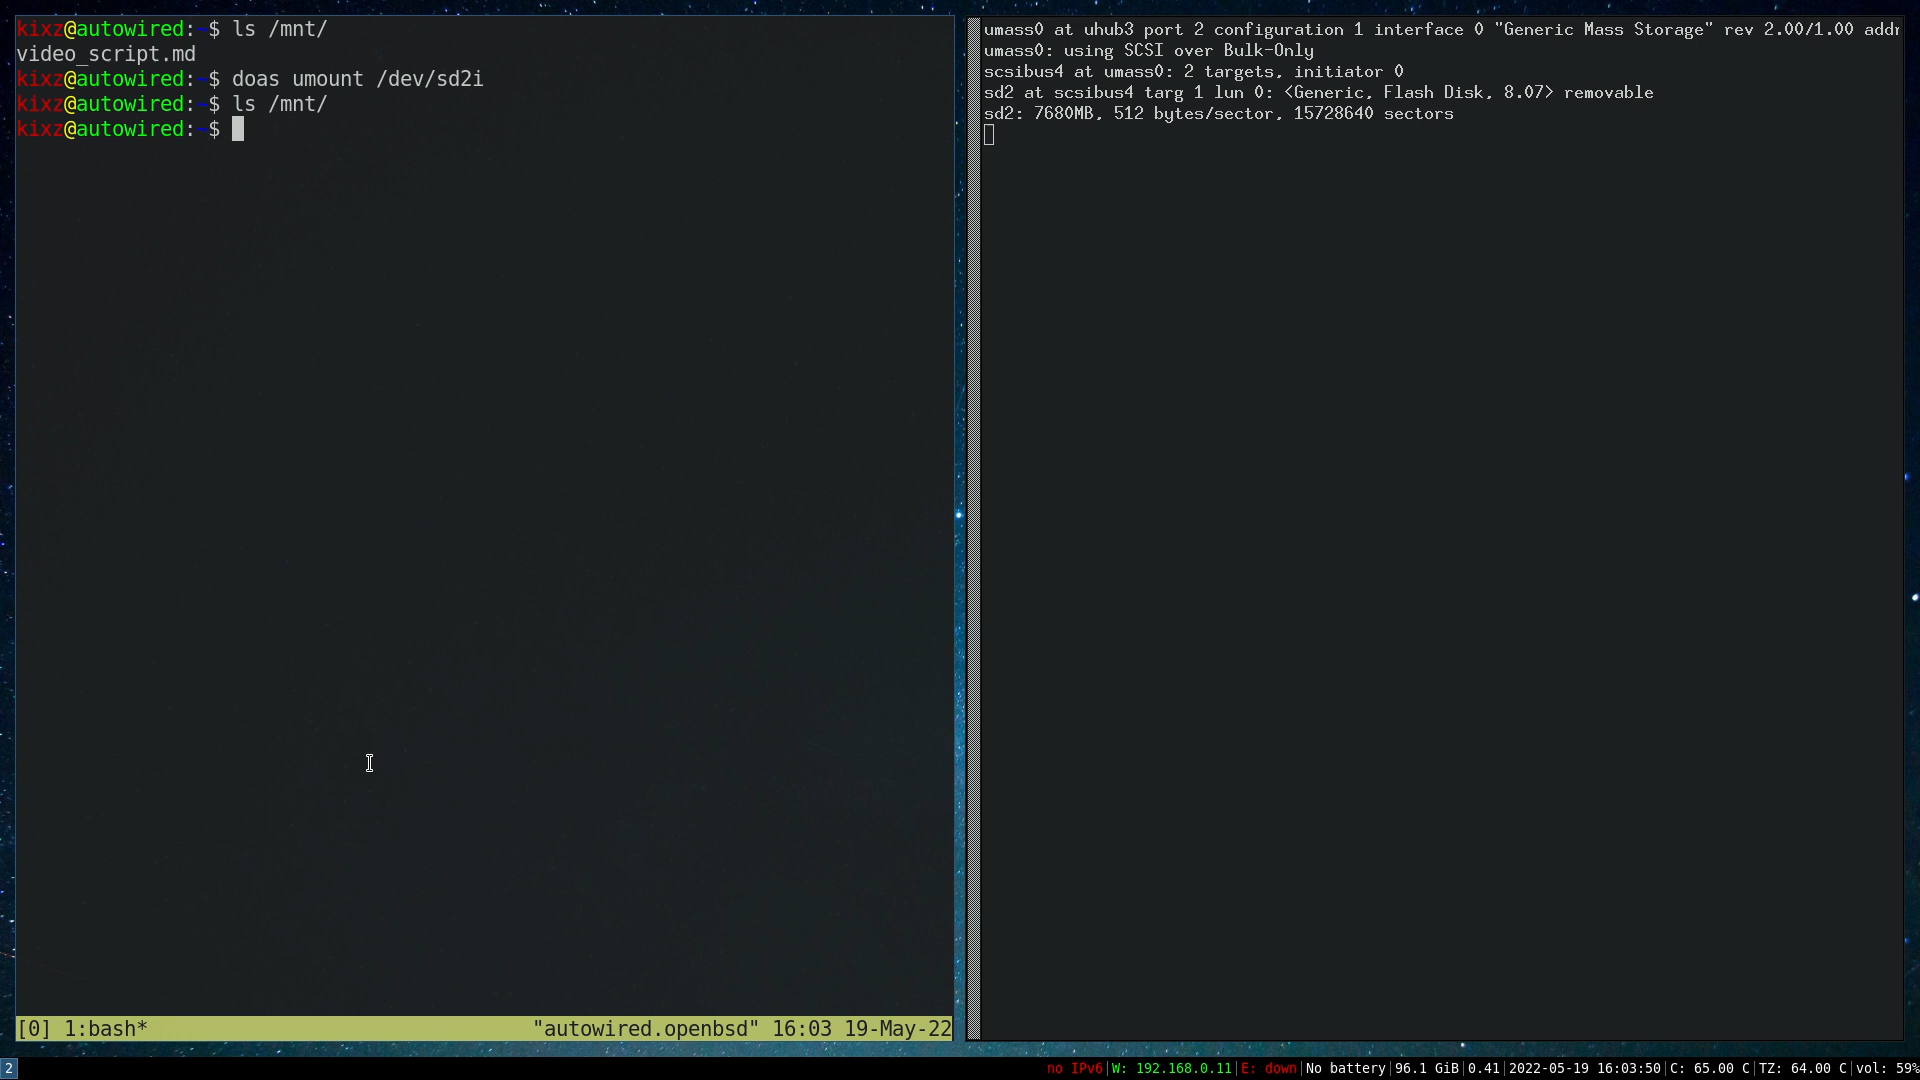 kixz@autowired:~$ ls /mnt/
video_script.md
kixz@autowired:~$ doas umount /dev/sd2i
kixz@autowired:~$ ls /mnt/
kixz@autowired:~$
[0] 1:bash* "autowired.openbsd" 16:03 19-May-22
umass0 at uhub3 port 2 configuration 1 interface 0 "Generic Mass Storage" rev 2.00/1.00 addr
umass0: using SCSI over Bulk-Only
scsibus4 at umass0: 2 targets, initiator 0
sd2 at scsibus4 targ 1 lun 0: <Generic, Flash Disk, 8.07> removable
sd2: 7680MB, 512 bytes/sector, 15728640 sectors
2 no IPv6|W: 192.168.0.11|E: down|No battery|96.1 GiB|0.41|2022-05-19 16:03:50|C: 65.00 C|TZ: 64.00 C|vol: 59%